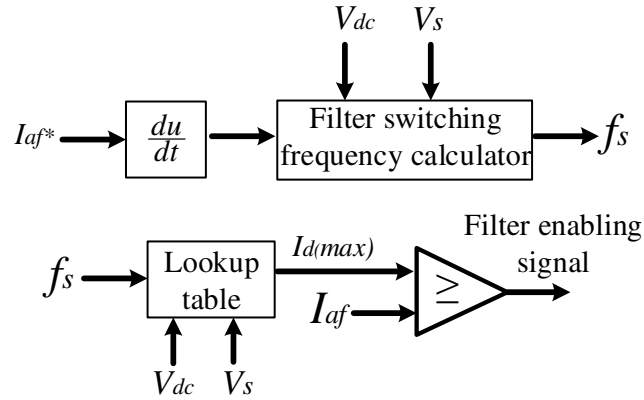 Vdc Vs
Iaf* du/dt Filter switching frequency calculator fs
Filter enabling signal
fs Lookup table Id(max) ≥
Iaf
Vdc Vs